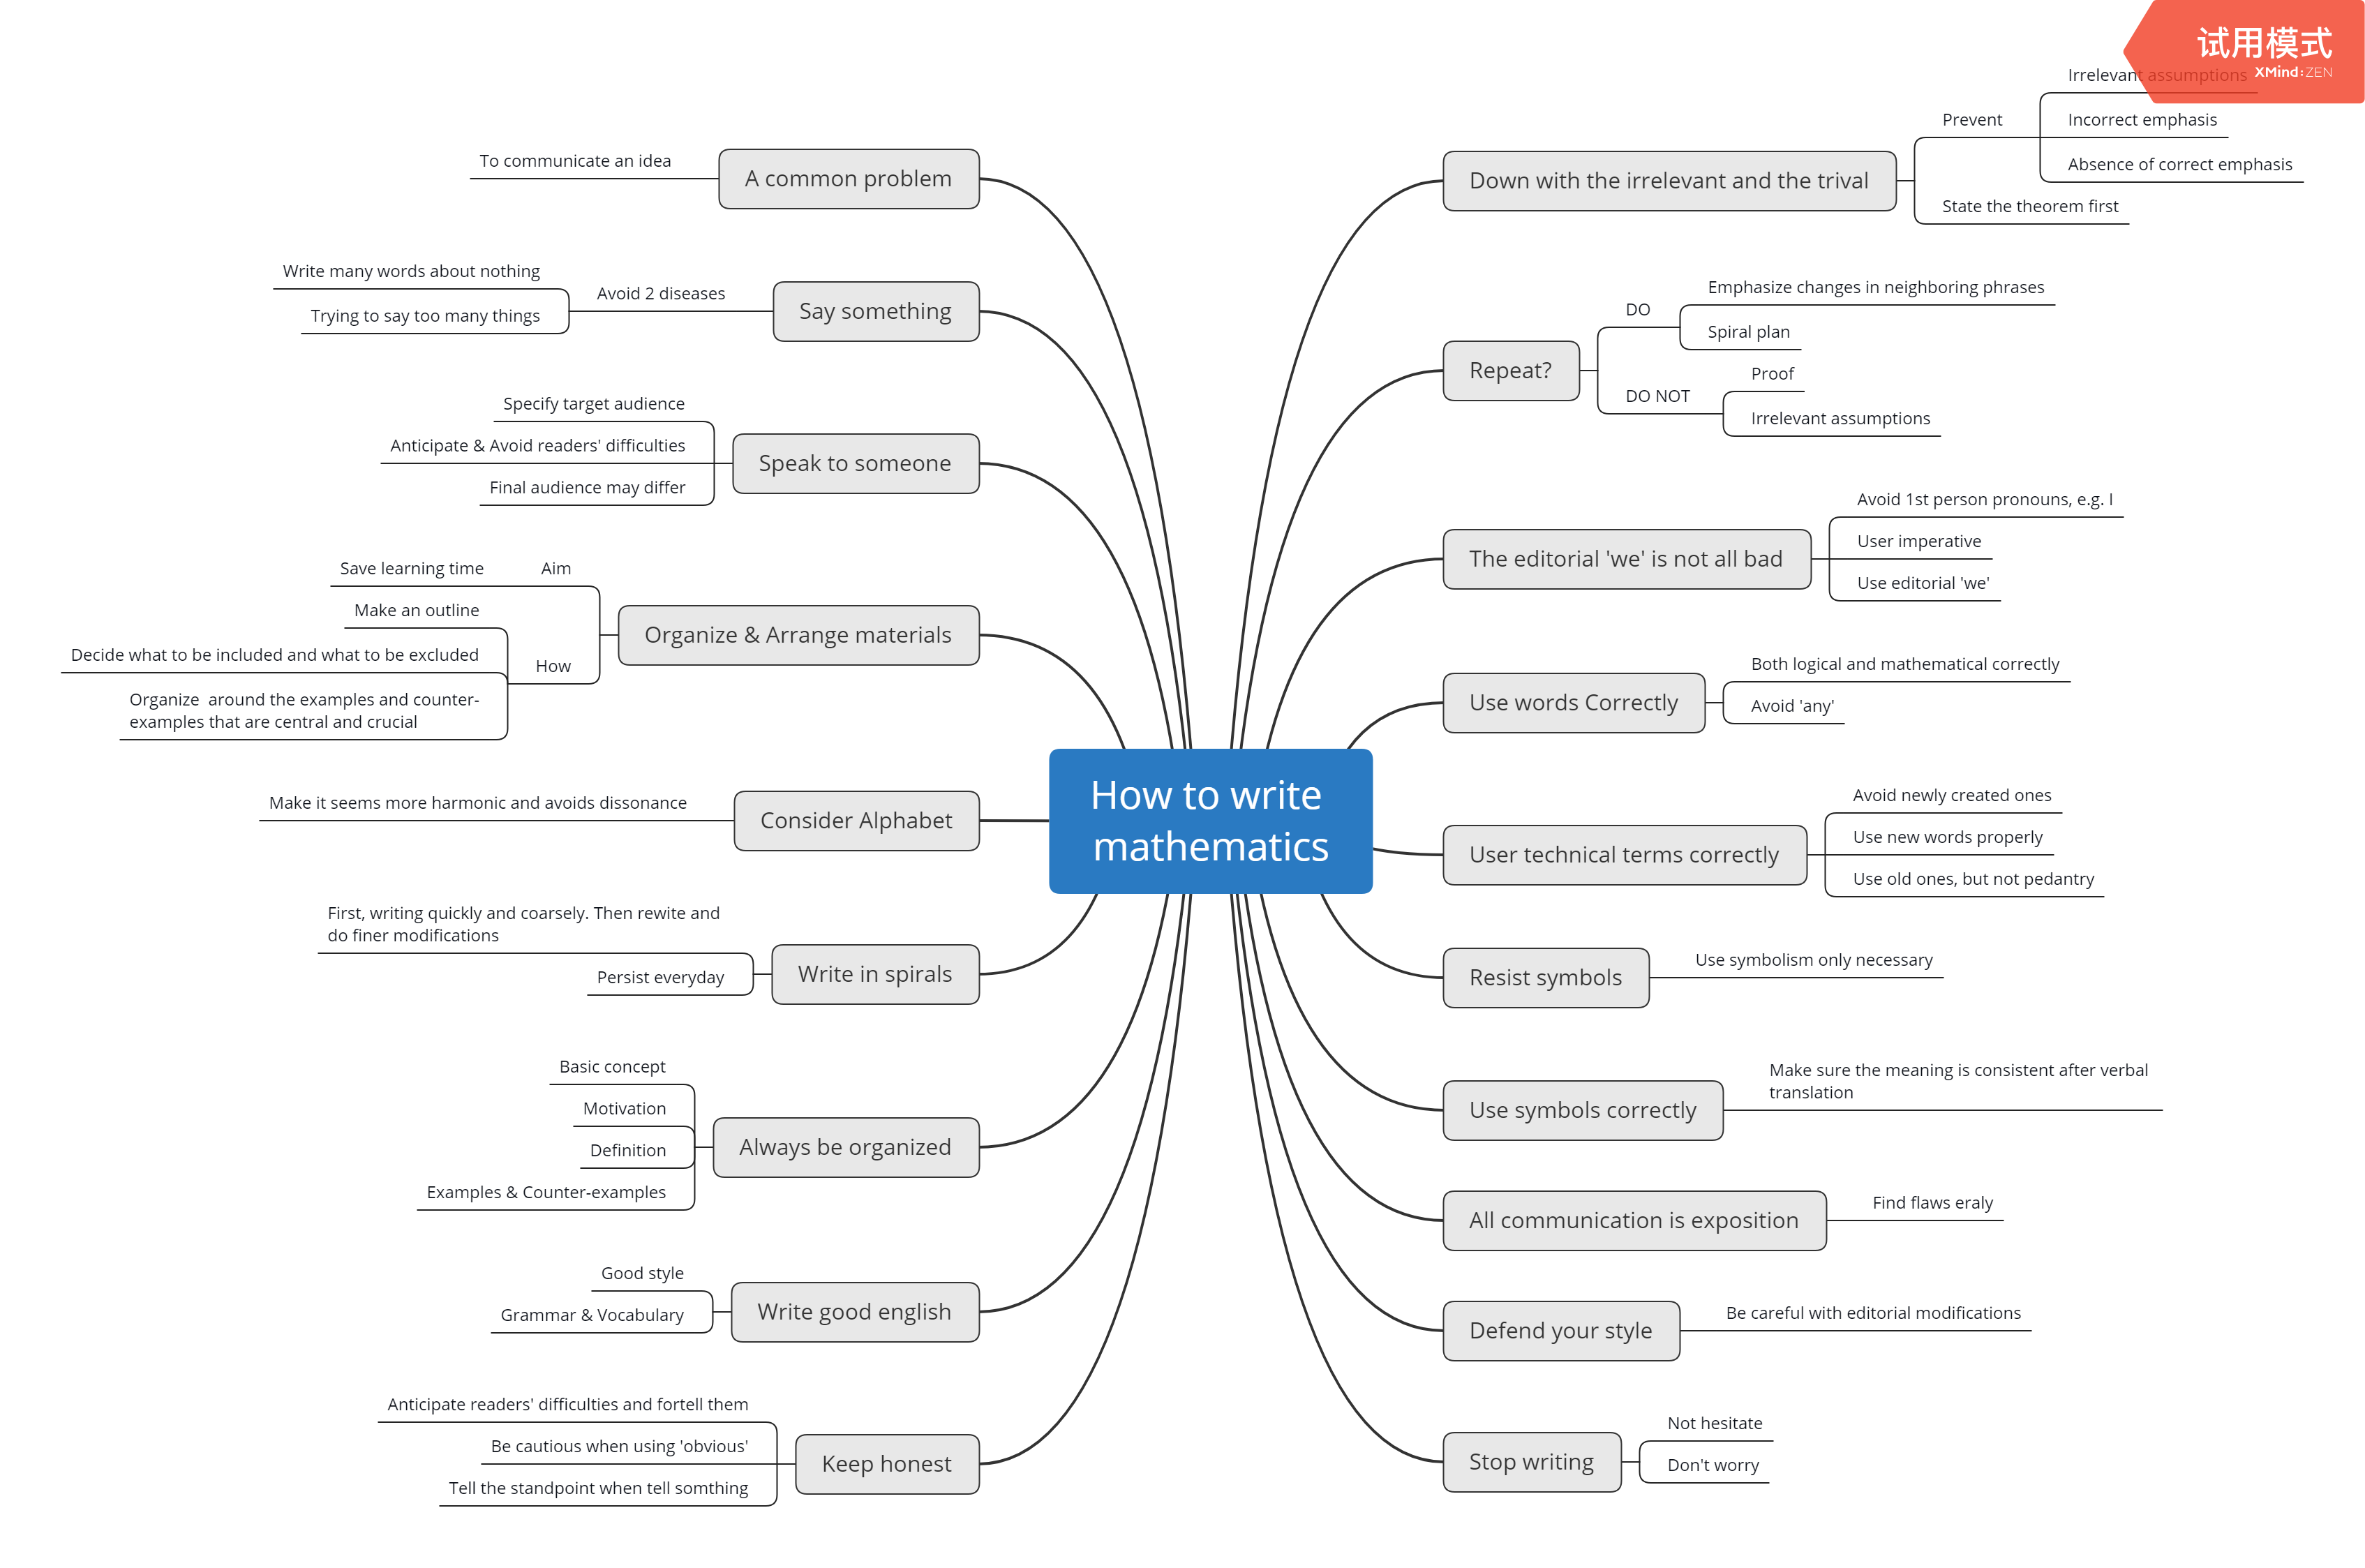 试用模式
XMind:ZEN
How to write
mathematics
A common problem
To communicate an idea
Say something
Avoid 2 diseases
Write many words about nothing
Trying to say too many things
Speak to someone
Specify target audience
Anticipate & Avoid readers' difficulties
Final audience may differ
Organize & Arrange materials
Aim
Save learning time
How
Make an outline
Decide what to be included and what to be excluded
Organize  around the examples and counter-
examples that are central and crucial
Consider Alphabet
Make it seems more harmonic and avoids dissonance
Write in spirals
First, writing quickly and coarsely. Then rewite and
do finer modifications
Persist everyday
Always be organized
Basic concept
Motivation
Definition
Examples & Counter-examples
Write good english
Good style
Grammar & Vocabulary
Keep honest
Anticipate readers' difficulties and fortell them
Be cautious when using 'obvious'
Tell the standpoint when tell somthing
Down with the irrelevant and the trival
Prevent
Irrelevant assumptions
Incorrect emphasis
Absence of correct emphasis
State the theorem first
Repeat?
DO
Emphasize changes in neighboring phrases
Spiral plan
DO NOT
Proof
Irrelevant assumptions
The editorial 'we' is not all bad
Avoid 1st person pronouns, e.g. I
User imperative
Use editorial 'we'
Use words Correctly
Both logical and mathematical correctly
Avoid 'any'
User technical terms correctly
Avoid newly created ones
Use new words properly
Use old ones, but not pedantry
Resist symbols
Use symbolism only necessary
Use symbols correctly
Make sure the meaning is consistent after verbal
translation
All communication is exposition
Find flaws eraly
Defend your style
Be careful with editorial modifications
Stop writing
Not hesitate
Don't worry